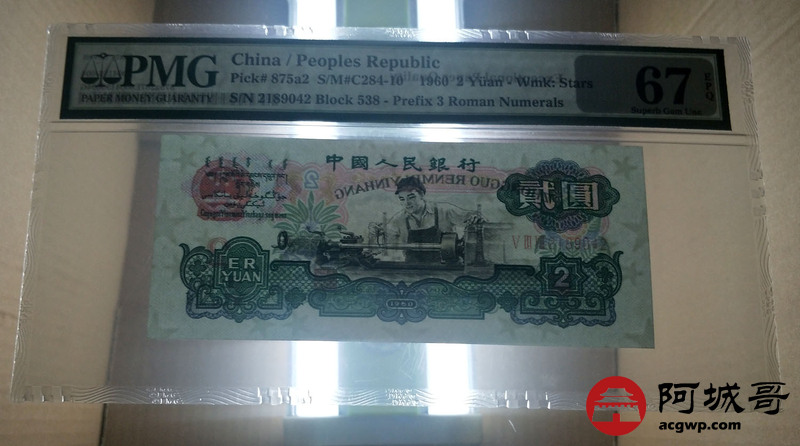 PMG
PAPER MONEY GUARANTY
China / Peoples Republic
Pick# 875a2 S/M#C284-10 1960 2 Yuan - Wmk: Stars
S/N 2189042 Block 538 - Prefix 3 Roman Numerals
67 EPQ
Superb Gem Unc
中國人民銀行
貳圓
ER
YUAN
2
1960
阿城哥
acgwp.com